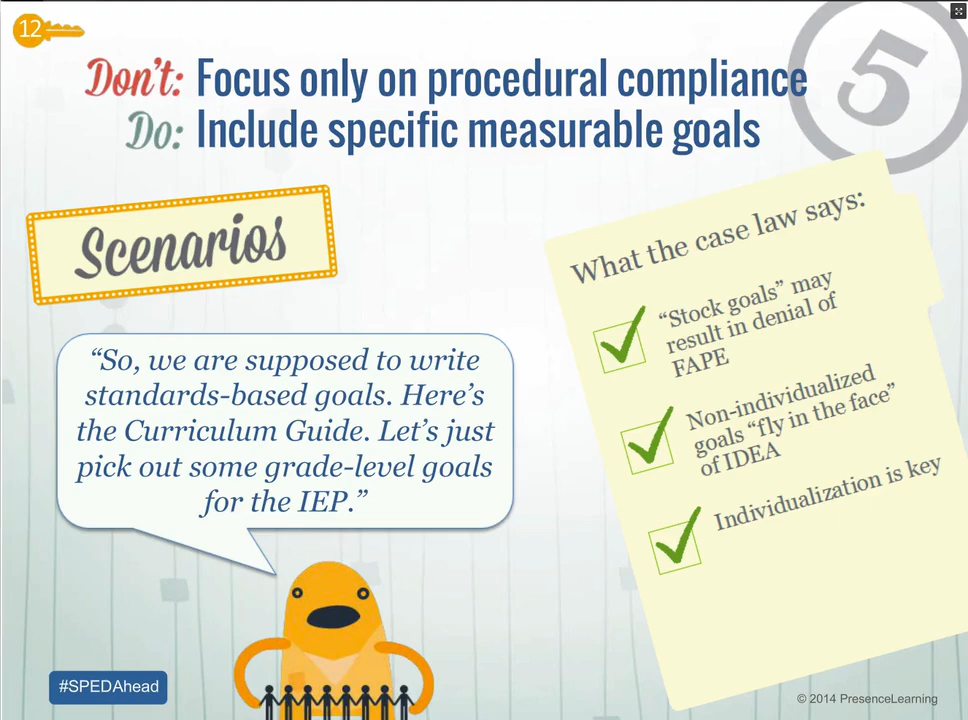 12
5
Don't: Focus only on procedural compliance
Do: Include specific measurable goals
Scenarios
“So, we are supposed to write
standards-based goals. Here’s
the Curriculum Guide. Let’s just
pick out some grade-level goals
for the IEP.”
What the case law says:
“Stock goals” may
result in denial of
FAPE
Non-individualized
goals “fly in the face”
of IDEA
Individualization is key
#SPEDAhead
© 2014 PresenceLearning